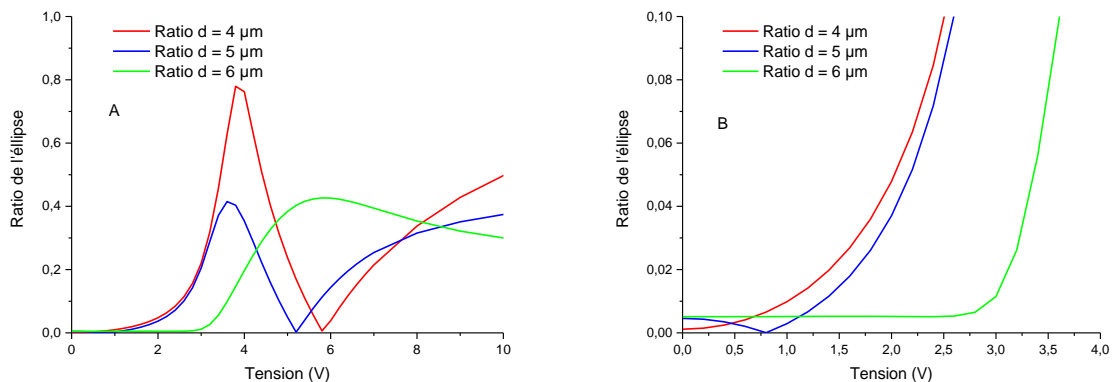 1,0
0,8
0,6
0,4
0,2
0,0
Ratio de l'éllipse
0
2
4
6
8
10
Tension (V)
Ratio d = 4 µm
Ratio d = 5 µm
Ratio d = 6 µm
A
0,10
0,08
0,06
0,04
0,02
0,00
Ratio de l'éllipse
0,0
0,5
1,0
1,5
2,0
2,5
3,0
3,5
4,0
Tension (V)
Ratio d = 4 µm
Ratio d = 5 µm
Ratio d = 6 µm
B